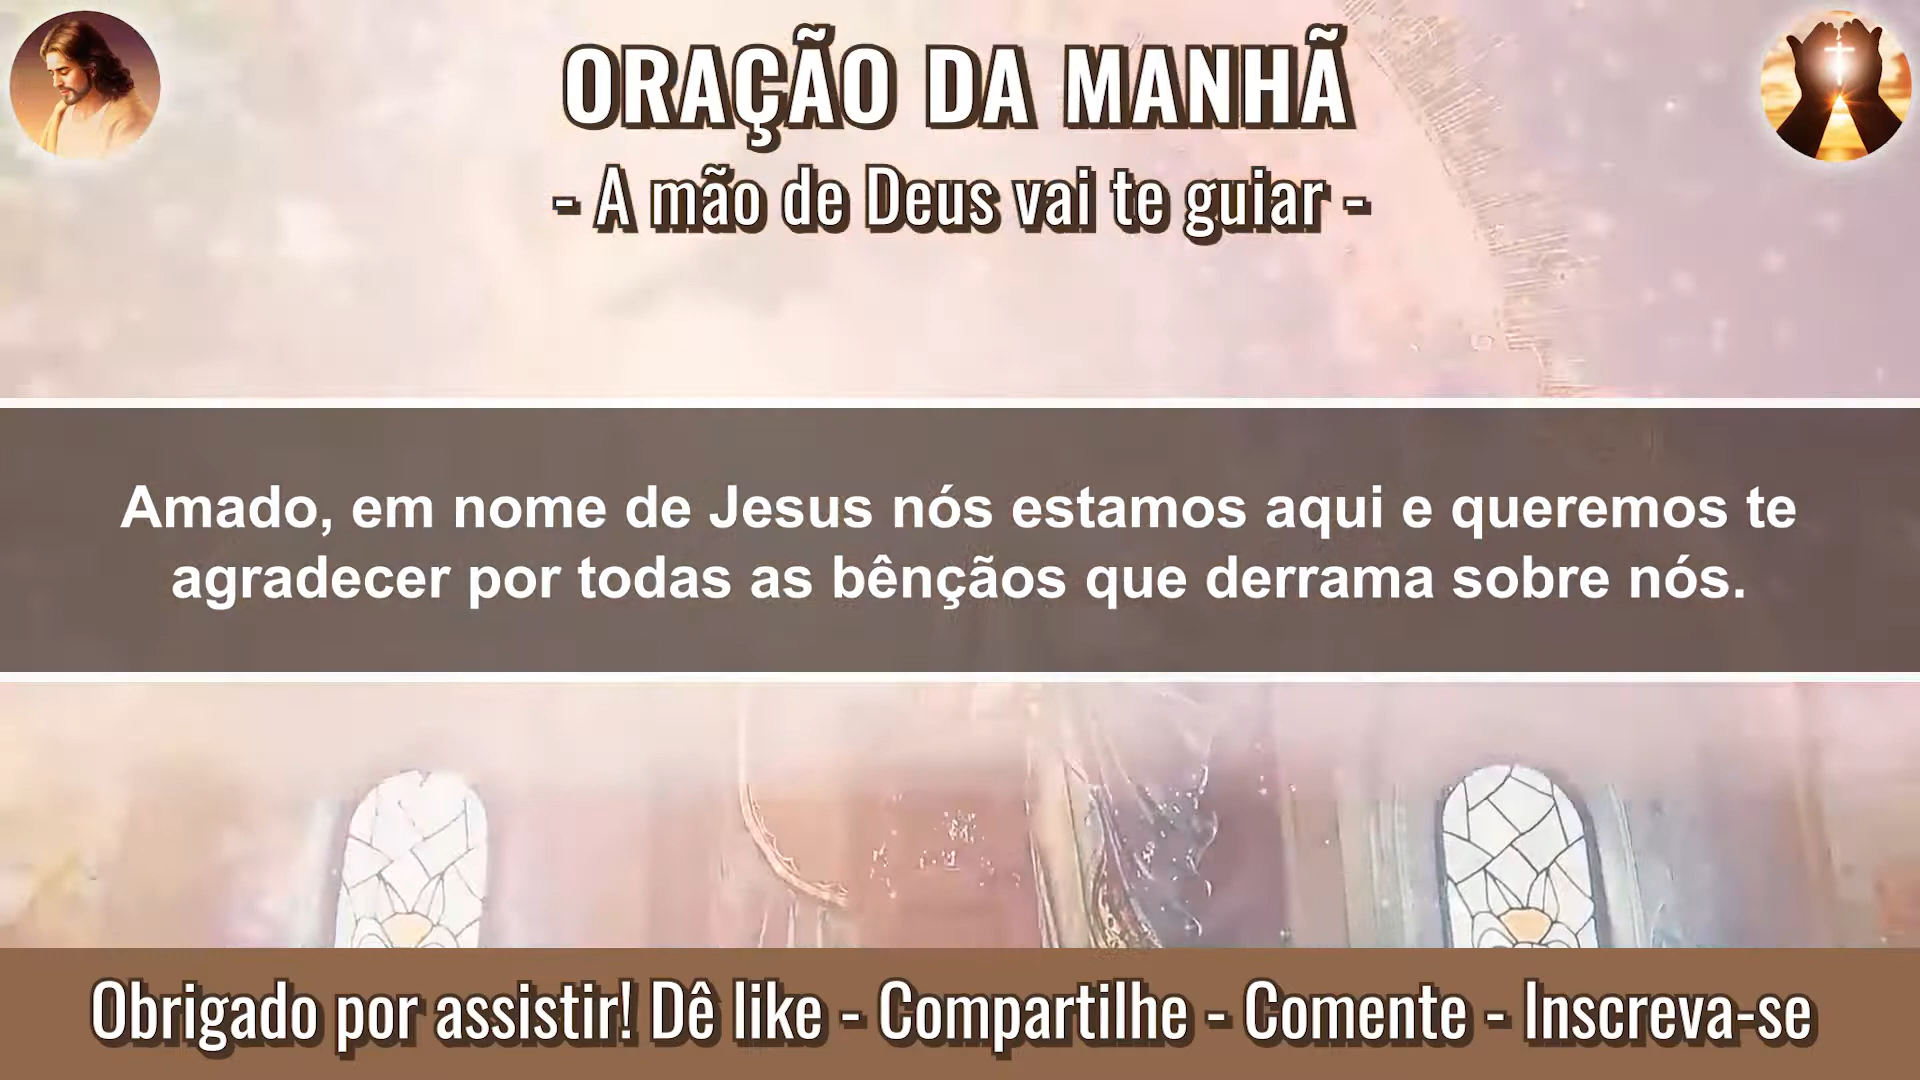 ORAÇÃO DA MANHÃ
- A mão de Deus vai te guiar -
Amado, em nome de Jesus nós estamos aqui e queremos te
agradecer por todas as bênçãos que derrama sobre nós.
Obrigado por assistir! Dê like - Compartilhe - Comente - Inscreva-se